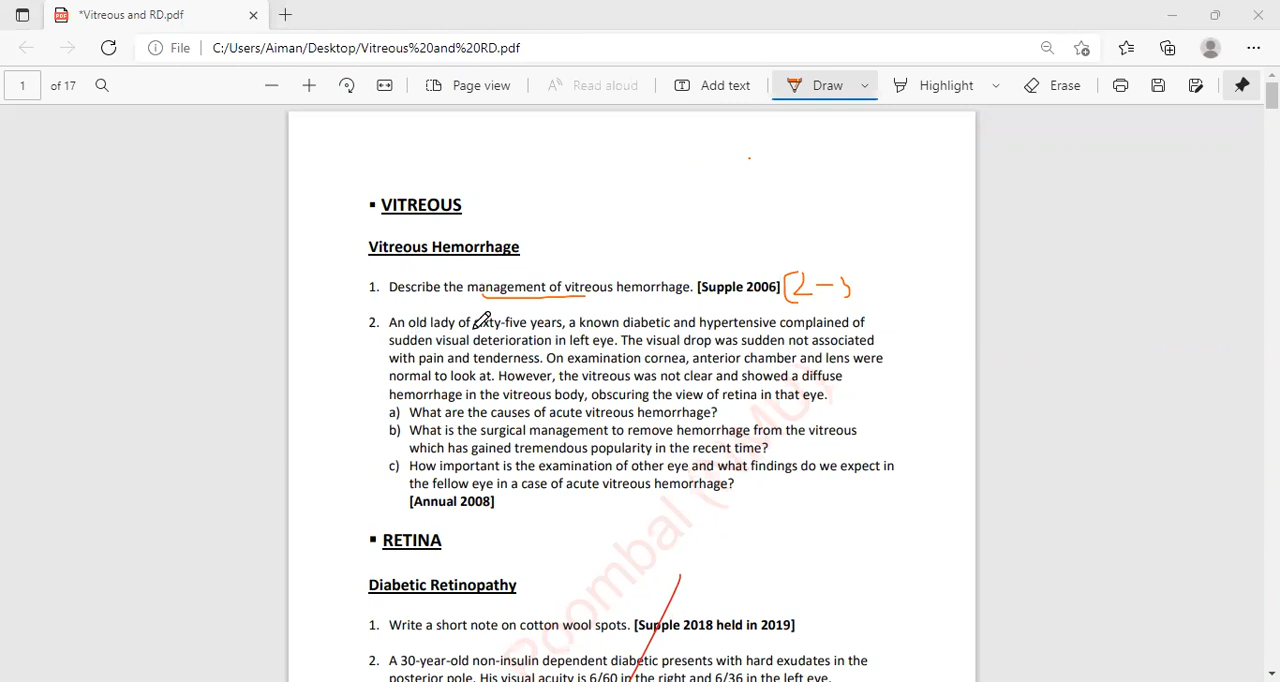 *Vitreous and RD.pdf
File
C:/Users/Aiman/Desktop/Vitreous%20and%20RD.pdf
1 of 17
Page view
Read aloud
Add text
Draw
Highlight
Erase
VITREOUS
Vitreous Hemorrhage
1. Describe the management of vitreous hemorrhage. [Supple 2006]
2. An old lady of sixty-five years, a known diabetic and hypertensive complained of
sudden visual deterioration in left eye. The visual drop was sudden not associated
with pain and tenderness. On examination cornea, anterior chamber and lens were
normal to look at. However, the vitreous was not clear and showed a diffuse
hemorrhage in the vitreous body, obscuring the view of retina in that eye.
a) What are the causes of acute vitreous hemorrhage?
b) What is the surgical management to remove hemorrhage from the vitreous
which has gained tremendous popularity in the recent time?
c) How important is the examination of other eye and what findings do we expect in
the fellow eye in a case of acute vitreous hemorrhage?
[Annual 2008]
RETINA
Diabetic Retinopathy
1. Write a short note on cotton wool spots. [Supple 2018 held in 2019]
2. A 30-year-old non-insulin dependent diabetic presents with hard exudates in the
posterior pole. His visual acuity is 6/60 in the right and 6/36 in the left eye.